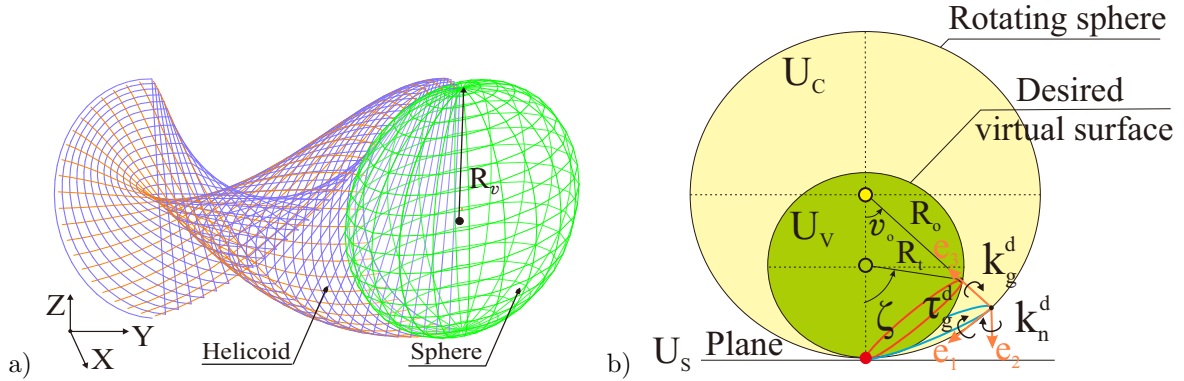 R_v
Z
Y
X
Helicoid
Sphere
a)
Rotating sphere
U_C
Desired
virtual surface
U_V
v_o
R_o
R_t
e_3
k_g^d
ζ
τ_g^d
k_n^d
e_1
e_2
U_S
Plane
b)